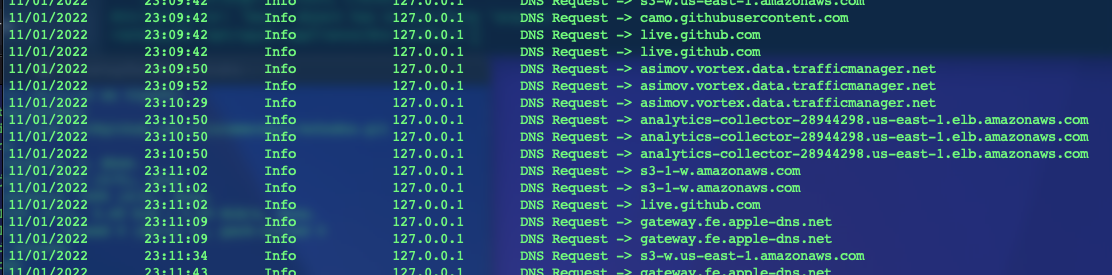 11/01/2022 23:09:42 Info 127.0.0.1 DNS Request -> s3-w.us-east-1.amazonaws.com
11/01/2022 23:09:42 Info 127.0.0.1 DNS Request -> camo.githubusercontent.com
11/01/2022 23:09:42 Info 127.0.0.1 DNS Request -> live.github.com
11/01/2022 23:09:42 Info 127.0.0.1 DNS Request -> live.github.com
11/01/2022 23:09:50 Info 127.0.0.1 DNS Request -> asimov.vortex.data.trafficmanager.net
11/01/2022 23:09:52 Info 127.0.0.1 DNS Request -> asimov.vortex.data.trafficmanager.net
11/01/2022 23:10:29 Info 127.0.0.1 DNS Request -> asimov.vortex.data.trafficmanager.net
11/01/2022 23:10:50 Info 127.0.0.1 DNS Request -> analytics-collector-28944298.us-east-1.elb.amazonaws.com
11/01/2022 23:10:50 Info 127.0.0.1 DNS Request -> analytics-collector-28944298.us-east-1.elb.amazonaws.com
11/01/2022 23:10:50 Info 127.0.0.1 DNS Request -> analytics-collector-28944298.us-east-1.elb.amazonaws.com
11/01/2022 23:11:02 Info 127.0.0.1 DNS Request -> s3-1-w.amazonaws.com
11/01/2022 23:11:02 Info 127.0.0.1 DNS Request -> s3-1-w.amazonaws.com
11/01/2022 23:11:02 Info 127.0.0.1 DNS Request -> live.github.com
11/01/2022 23:11:09 Info 127.0.0.1 DNS Request -> gateway.fe.apple-dns.net
11/01/2022 23:11:09 Info 127.0.0.1 DNS Request -> gateway.fe.apple-dns.net
11/01/2022 23:11:34 Info 127.0.0.1 DNS Request -> s3-w.us-east-1.amazonaws.com
11/01/2022 23:11:43 Info 127.0.0.1 DNS Request -> gateway.fe.apple-dns.net